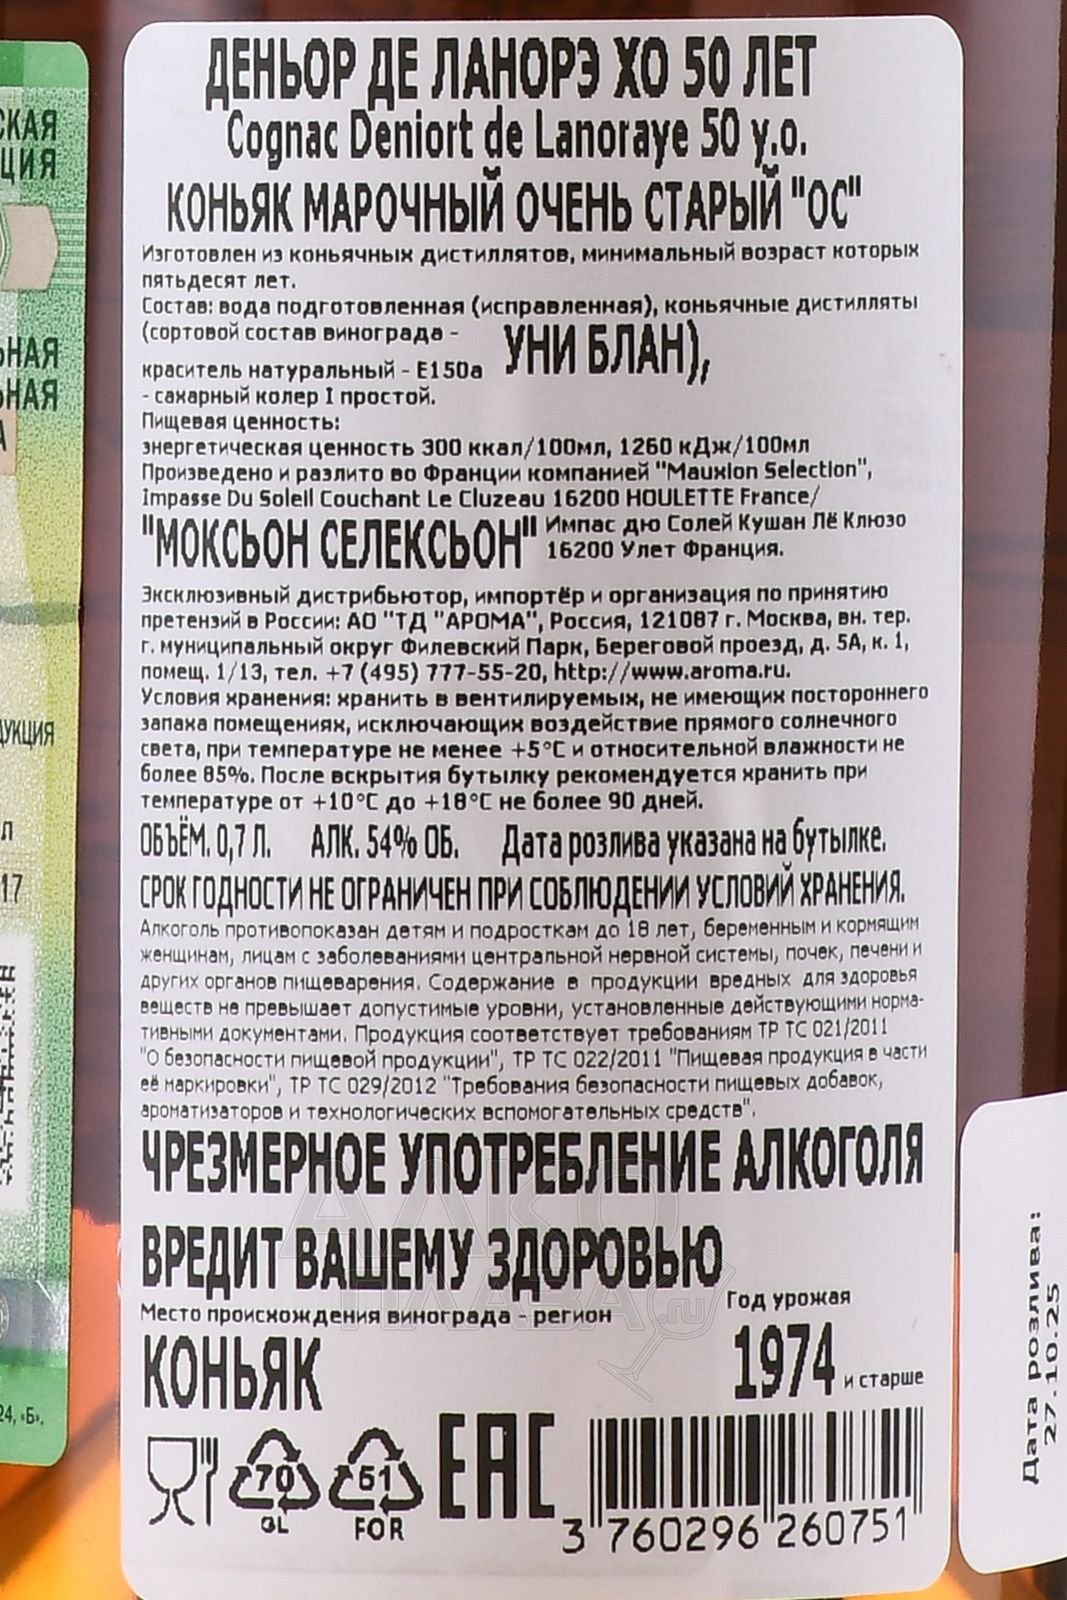 ДЕНЬОР ДЕ ЛАНОРЭ ХО 50 ЛЕТ
Cognac Deniort de Lanoraye 50 y.o.
КОНЬЯК МАРОЧНЫЙ ОЧЕНЬ СТАРЫЙ "ОС"
Изготовлен из коньячных дистиллятов, минимальный возраст которых
пятьдесят лет.
Состав: вода подготовленная (исправленная), коньячные дистилляты
(сортовой состав винограда -
УНИ БЛАН),
краситель натуральный - Е150а
- сахарный колер I простой.
Пищевая ценность:
энергетическая ценность 300 ккал/100мл, 1260 кДж/100мл
Произведено и разлито во Франции компанией "Mauxion Selection",
Impasse Du Soleil Couchant Le Cluzeau 16200 HOULETTE France/
"МОКСЬОН СЕЛЕКСЬОН" Импас дю Солей Кушан Лё Клюзо
16200 Улет Франция.
Эксклюзивный дистрибьютор, импортёр и организация по принятию
претензий в России: АО "ТД "АРОМА", Россия, 121087 г. Москва, вн. тер.
г. муниципальный округ Филевский Парк, Береговой проезд, д. 5А, к. 1,
помещ. 1/13, тел. +7 (495) 777-55-20, http://www.aroma.ru.
Условия хранения: хранить в вентилируемых, не имеющих постороннего
запаха помещениях, исключающих воздействие прямого солнечного
света, при температуре не менее +5°С и относительной влажности не
более 85%. После вскрытия бутылку рекомендуется хранить при
температуре от +10°С до +18°С не более 90 дней.
ОБЪЁМ. 0,7 Л. АЛК. 54% ОБ. Дата розлива указана на бутылке.
СРОК ГОДНОСТИ НЕ ОГРАНИЧЕН ПРИ СОБЛЮДЕНИИ УСЛОВИЙ ХРАНЕНИЯ.
Алкоголь противопоказан детям и подросткам до 18 лет, беременным и кормящим
женщинам, лицам с заболеваниями центральной нервной системы, почек, печени и
других органов пищеварения. Содержание в продукции вредных для здоровья
веществ не превышает допустимые уровни, установленные действующими норма-
тивными документами. Продукция соответствует требованиям ТР ТС 021/2011
"О безопасности пищевой продукции", ТР ТС 022/2011 "Пищевая продукция в части
её маркировки", ТР ТС 029/2012 "Требования безопасности пищевых добавок,
ароматизаторов и технологических вспомогательных средств".
ЧРЕЗМЕРНОЕ УПОТРЕБЛЕНИЕ АЛКОГОЛЯ
ВРЕДИТ ВАШЕМУ ЗДОРОВЬЮ
Место происхождения винограда - регион
КОНЬЯК
Год урожая
1974 и старше
70
GL
51
FOR
EAC
3 760296 260751
Дата розлива:
27.10.25
СКАЯ
ЦИЯ
ЬНАЯ
ЬНАЯ
А
УКЦИЯ
Л
17
24, «Б»,
АЛКО
ПЛАЗА
.ru